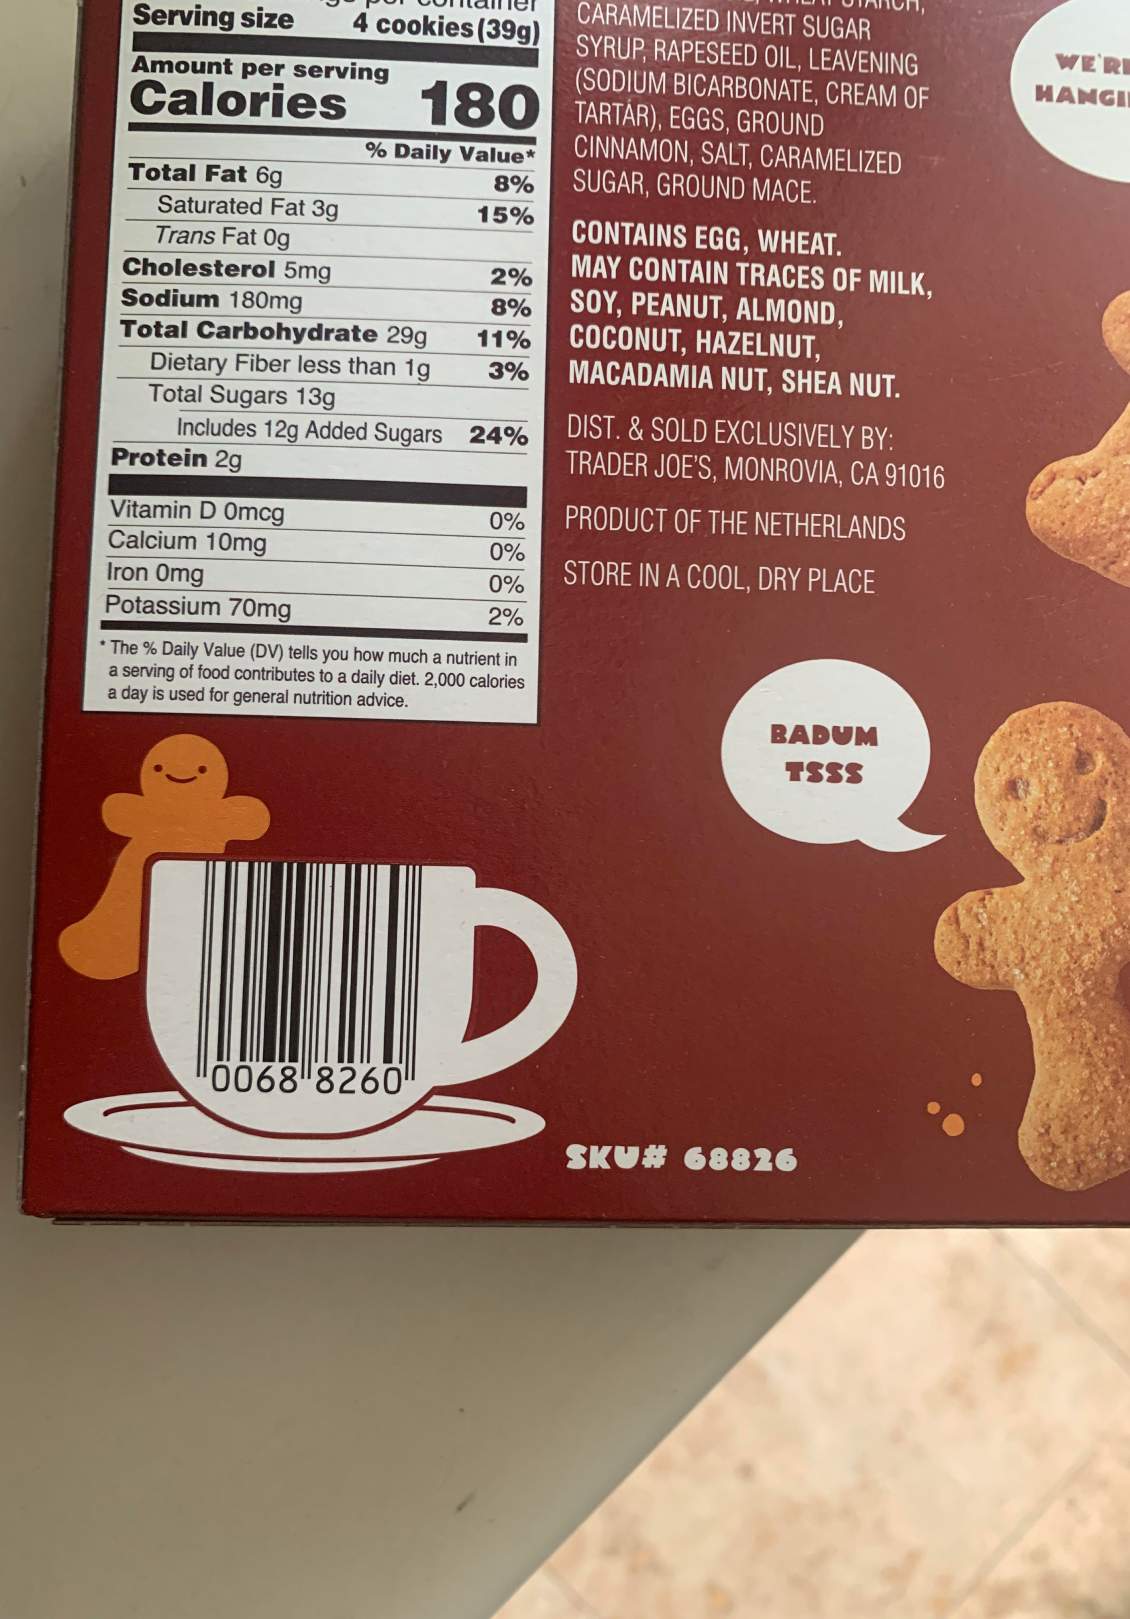 Serving size 4 cookies (39g)
Amount per serving
Calories 180
% Daily Value*
Total Fat 6g 8%
Saturated Fat 3g 15%
Trans Fat 0g
Cholesterol 5mg 2%
Sodium 180mg 8%
Total Carbohydrate 29g 11%
Dietary Fiber less than 1g 3%
Total Sugars 13g
Includes 12g Added Sugars 24%
Protein 2g
Vitamin D 0mcg 0%
Calcium 10mg 0%
Iron 0mg 0%
Potassium 70mg 2%
* The % Daily Value (DV) tells you how much a nutrient in
a serving of food contributes to a daily diet. 2,000 calories
a day is used for general nutrition advice.
CARAMELIZED INVERT SUGAR
SYRUP, RAPESEED OIL, LEAVENING
(SODIUM BICARBONATE, CREAM OF
TARTAR), EGGS, GROUND
CINNAMON, SALT, CARAMELIZED
SUGAR, GROUND MACE.
CONTAINS EGG, WHEAT.
MAY CONTAIN TRACES OF MILK,
SOY, PEANUT, ALMOND,
COCONUT, HAZELNUT,
MACADAMIA NUT, SHEA NUT.
DIST. & SOLD EXCLUSIVELY BY:
TRADER JOE'S, MONROVIA, CA 91016
PRODUCT OF THE NETHERLANDS
STORE IN A COOL, DRY PLACE
WE'RE
BADUM
TSSS
0068 8260
SKU# 68826